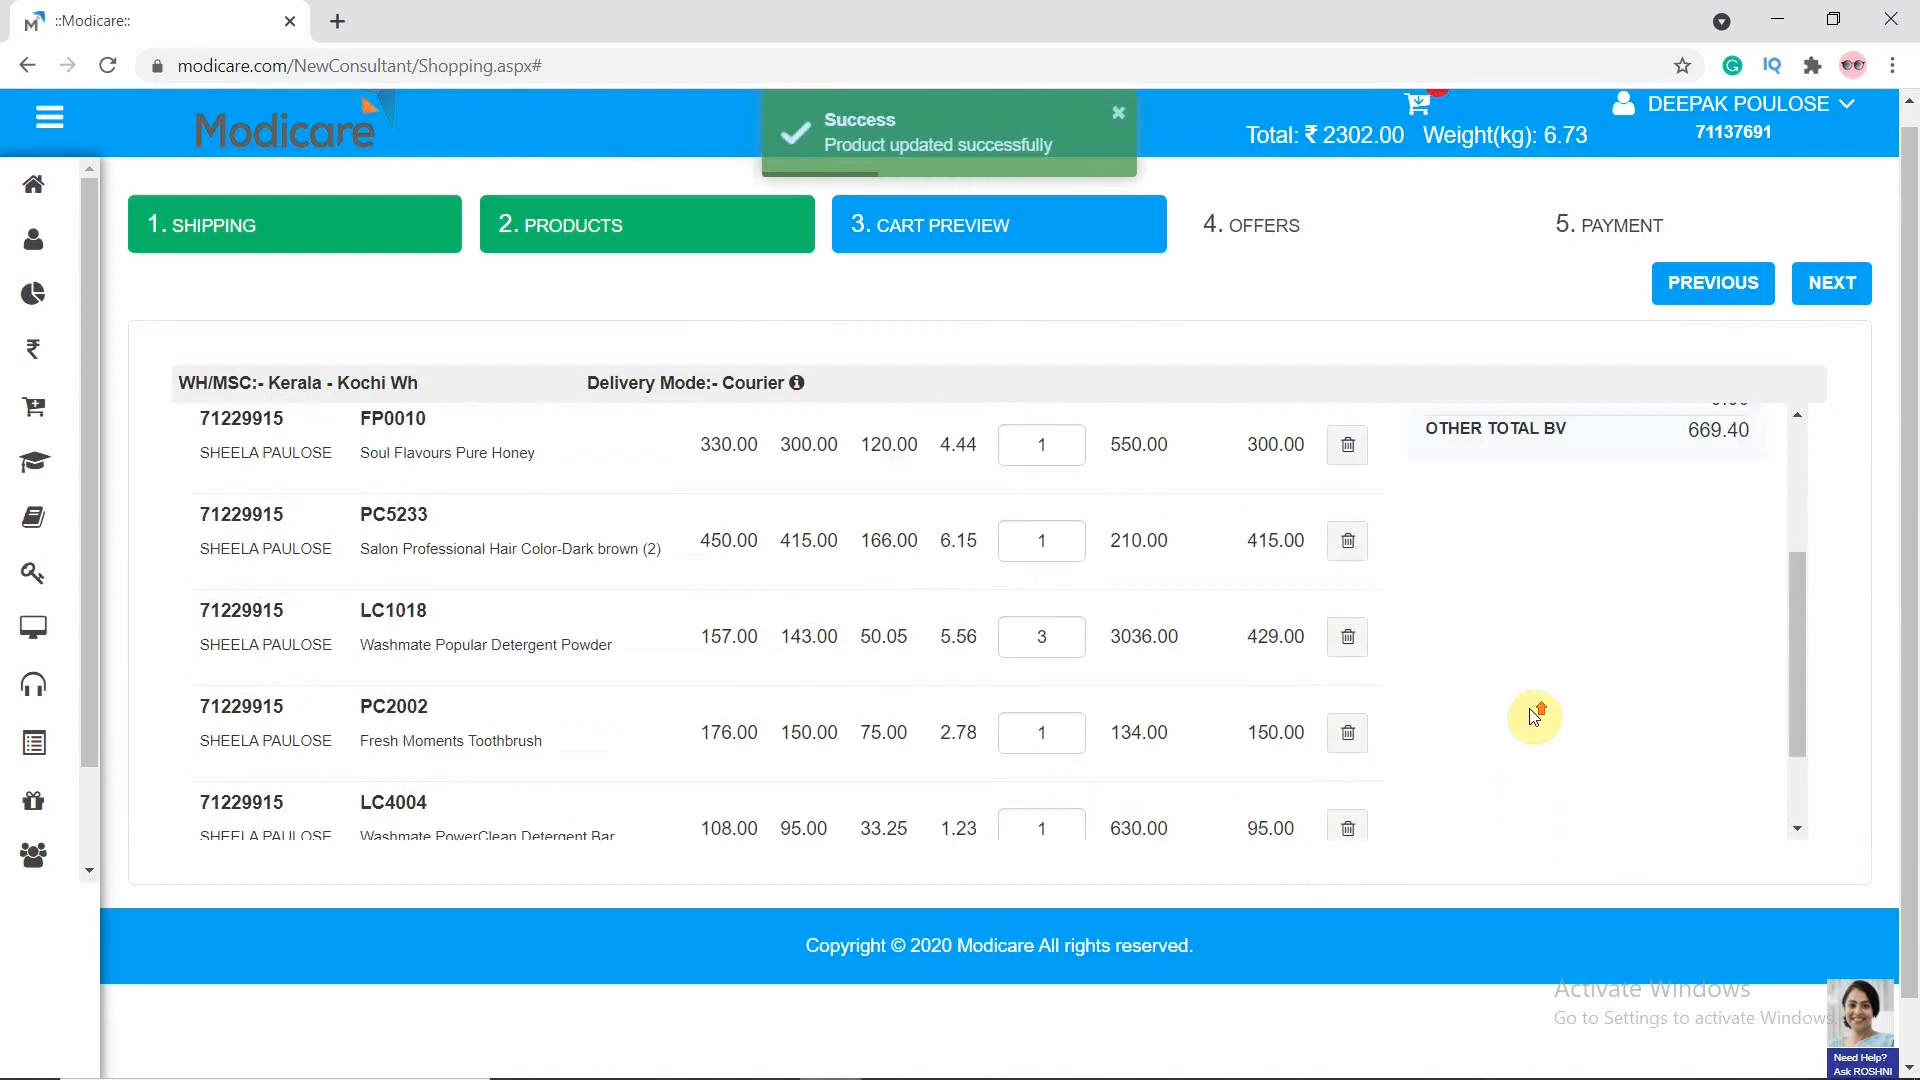 ::Modicare::
modicare.com/NewConsultant/Shopping.aspx#
Modicare
Success
Product updated successfully
Total: ₹ 2302.00 Weight(kg): 6.73
DEEPAK POULOSE
71137691
1. SHIPPING
2. PRODUCTS
3. CART PREVIEW
4. OFFERS
5. PAYMENT
PREVIOUS
NEXT
WH/MSC:- Kerala - Kochi Wh
Delivery Mode:- Courier
71229915 FP0010
SHEELA PAULOSE Soul Flavours Pure Honey
330.00 300.00 120.00 4.44 1 550.00 300.00
OTHER TOTAL BV 669.40
71229915 PC5233
SHEELA PAULOSE Salon Professional Hair Color-Dark brown (2)
450.00 415.00 166.00 6.15 1 210.00 415.00
71229915 LC1018
SHEELA PAULOSE Washmate Popular Detergent Powder
157.00 143.00 50.05 5.56 3 3036.00 429.00
71229915 PC2002
SHEELA PAULOSE Fresh Moments Toothbrush
176.00 150.00 75.00 2.78 1 134.00 150.00
71229915 LC4004
SHEELA PAULOSE Washmate PowerClean Detergent Bar
108.00 95.00 33.25 1.23 1 630.00 95.00
Copyright © 2020 Modicare All rights reserved.
Activate Windows
Go to Settings to activate Windows.
Need Help?
Ask ROSHNI